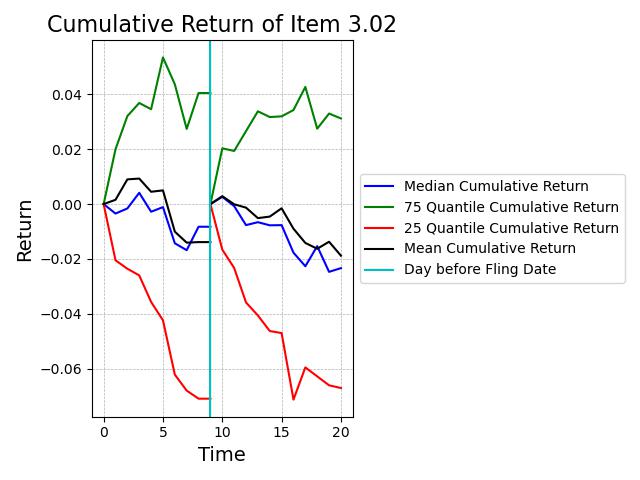 Cumulative Return of Item 3.02
Return
0.04
0.02
0.00
−0.02
−0.04
−0.06
0
5
10
15
20
Time
Median Cumulative Return
75 Quantile Cumulative Return
25 Quantile Cumulative Return
Mean Cumulative Return
Day before Fling Date